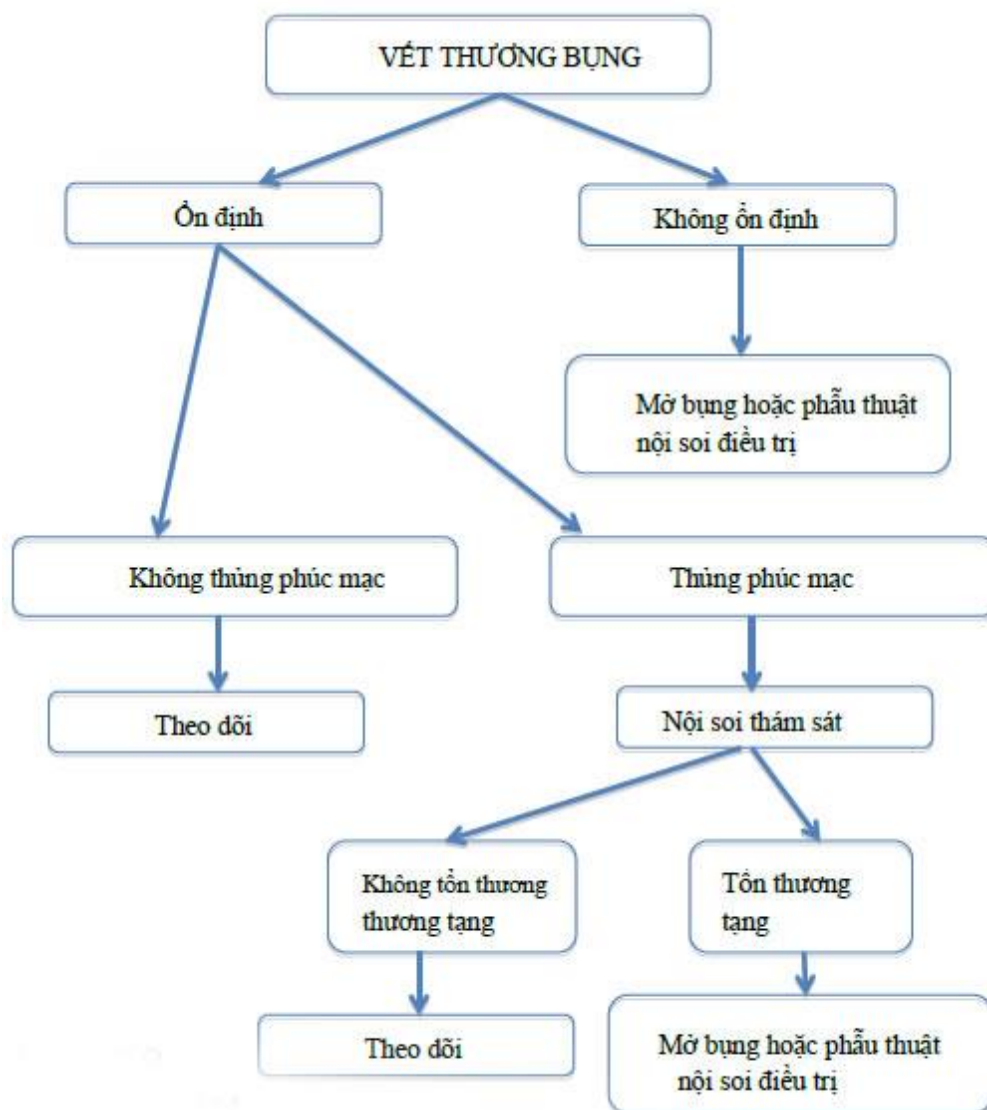 VẾT THƯƠNG BỤNG
Ổn định
Không ổn định
Mở bụng hoặc phẫu thuật
nội soi điều trị
Không thủng phúc mạc
Thủng phúc mạc
Theo dõi
Nội soi thám sát
Không tổn thương
thương tạng
Tổn thương
tạng
Theo dõi
Mở bụng hoặc phẫu thuật
nội soi điều trị